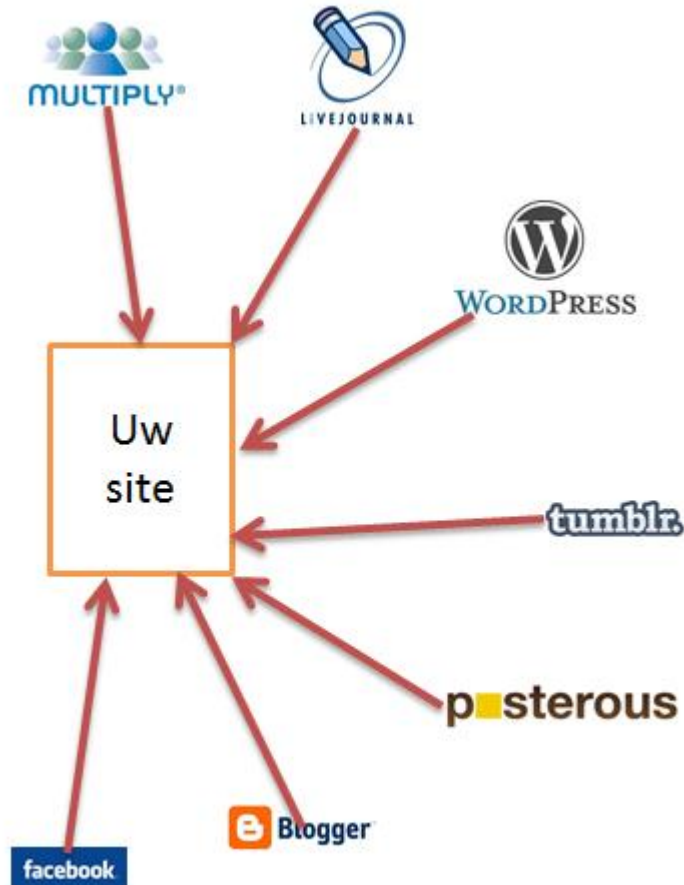 MULTIPLY®
LiVEJOURNAL
WORDPRESS
Uw
site
tumblr.
posterous
Blogger
facebook